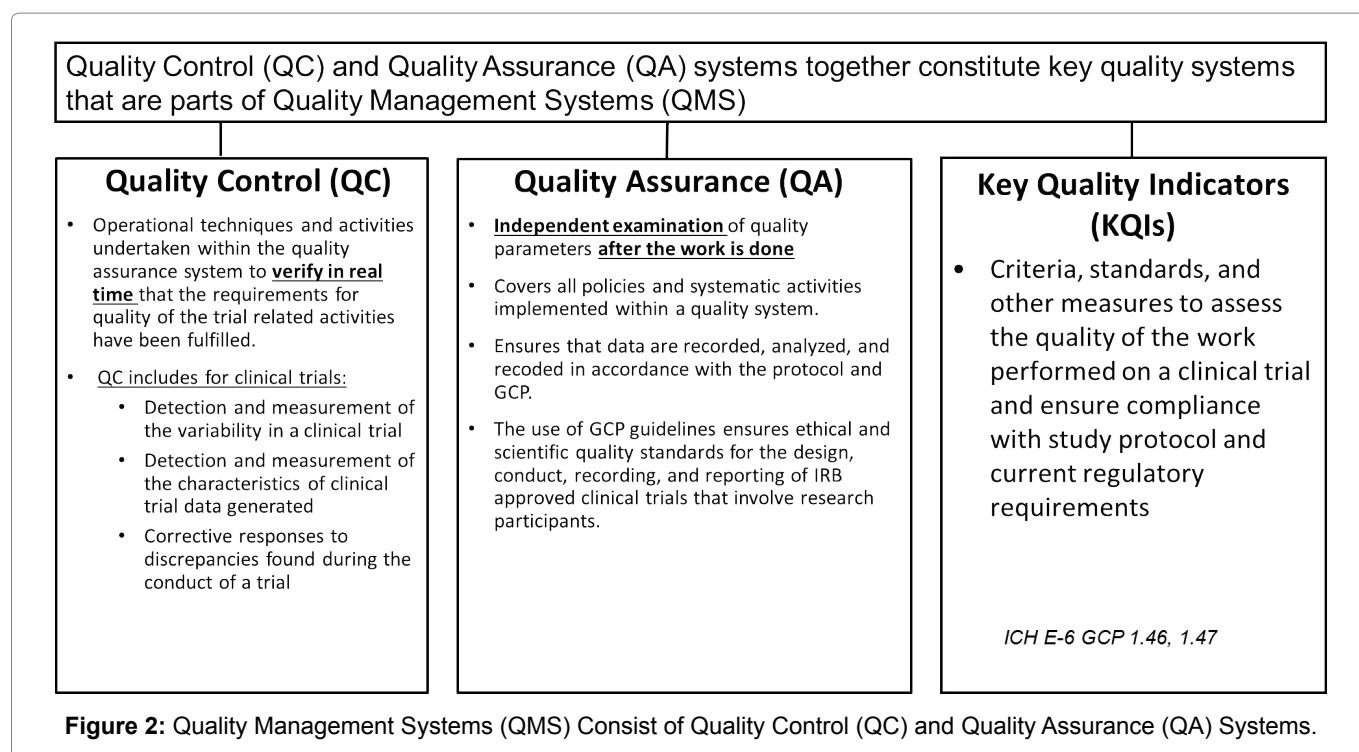 Quality Control (QC) and Quality Assurance (QA) systems together constitute key quality systems
that are parts of Quality Management Systems (QMS)
Quality Control (QC)
• Operational techniques and activities
undertaken within the quality
assurance system to verify in real
time that the requirements for
quality of the trial related activities
have been fulfilled.
• QC includes for clinical trials:
• Detection and measurement of
the variability in a clinical trial
• Detection and measurement of
the characteristics of clinical
trial data generated
• Corrective responses to
discrepancies found during the
conduct of a trial
Quality Assurance (QA)
• Independent examination of quality
parameters after the work is done
• Covers all policies and systematic activities
implemented within a quality system.
• Ensures that data are recorded, analyzed, and
recoded in accordance with the protocol and
GCP.
• The use of GCP guidelines ensures ethical and
scientific quality standards for the design,
conduct, recording, and reporting of IRB
approved clinical trials that involve research
participants.
Key Quality Indicators
(KQIs)
• Criteria, standards, and
other measures to assess
the quality of the work
performed on a clinical trial
and ensure compliance
with study protocol and
current regulatory
requirements
ICH E-6 GCP 1.46, 1.47
Figure 2: Quality Management Systems (QMS) Consist of Quality Control (QC) and Quality Assurance (QA) Systems.